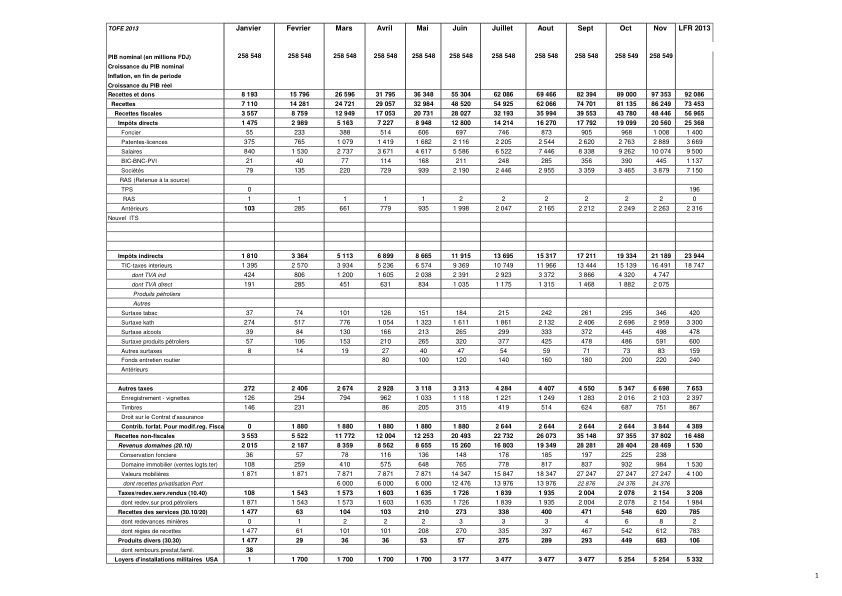 TOFE 2013 Janvier Fevrier Mars Avril Mai Juin Juillet Aout Sept Oct Nov LFR 2013
PIB nominal (en millions FDJ) 258 548 258 548 258 548 258 548 258 548 258 548 258 548 258 548 258 548 258 549 258 549
Croissance du PIB nominal
Inflation, en fin de periode
Croissance du PIB réel
Recettes et dons 8 193 15 796 26 596 31 795 36 348 55 304 62 086 69 466 82 394 89 000 97 353 92 086
Recettes 7 110 14 281 24 721 29 057 32 984 48 520 54 925 62 066 74 701 81 135 86 249 73 453
Recettes fiscales 3 557 8 759 12 949 17 053 20 731 28 027 32 193 35 994 39 553 43 780 48 446 56 965
Impôts directs 1 475 2 989 5 163 7 227 8 948 12 800 14 214 16 270 17 792 19 099 20 560 25 368
Foncier 55 233 388 514 606 697 746 873 905 968 1 008 1 400
Patentes-licences 375 765 1 079 1 419 1 682 2 116 2 205 2 544 2 620 2 763 2 889 3 669
Salaires 840 1 530 2 737 3 671 4 617 5 586 6 522 7 446 8 338 9 262 10 074 9 500
BIC-BNC-PVI 21 40 77 114 168 211 248 285 356 390 445 1 137
Sociétés 79 135 220 729 939 2 190 2 446 2 955 3 359 3 465 3 879 7 150
RAS (Retenue à la source)
TPS 0 196
RAS 1 1 1 1 1 2 2 2 2 2 2 0
Antérieurs 103 285 661 779 935 1 998 2 047 2 165 2 212 2 249 2 263 2 316
Nouvel ITS
Impôts indirects 1 810 3 364 5 113 6 899 8 665 11 915 13 695 15 317 17 211 19 334 21 189 23 944
TIC-taxes interieurs 1 395 2 570 3 934 5 236 6 574 9 369 10 749 11 966 13 444 15 139 16 491 18 747
dont TVA ind 424 806 1 200 1 605 2 038 2 391 2 923 3 372 3 866 4 320 4 747
dont TVA direct 191 285 451 631 834 1 035 1 175 1 315 1 468 1 882 2 075
Produits pétroliers
Autres
Surtaxe tabac 37 74 101 126 151 184 215 242 261 295 346 420
Surtaxe kath 274 517 776 1 054 1 323 1 611 1 861 2 132 2 406 2 696 2 959 3 300
Surtaxe alcools 39 84 130 166 213 265 299 333 372 445 498 478
Surtaxe produits pétroliers 57 106 153 210 265 320 377 425 478 486 591 600
Autres surtaxes 8 14 19 27 40 47 54 59 71 73 83 159
Fonds entretien routier 80 100 120 140 160 180 200 220 240
Antérieurs
Autres taxes 272 2 406 2 674 2 928 3 118 3 313 4 284 4 407 4 550 5 347 6 698 7 653
Enregistrement - vignettes 126 294 794 962 1 033 1 118 1 221 1 249 1 283 2 016 2 103 2 397
Timbres 146 231 86 205 315 419 514 624 687 751 867
Droit sur le Contrat d'assurance
Contrib. forfat. Pour modif.reg. Fisca 0 1 880 1 880 1 880 1 880 1 880 2 644 2 644 2 644 2 644 3 844 4 389
Recettes non-fiscales 3 553 5 522 11 772 12 004 12 253 20 493 22 732 26 073 35 148 37 355 37 802 16 488
Revenus domaines (20.10) 2 015 2 187 8 359 8 562 8 655 15 260 16 803 19 349 28 281 28 404 28 469 1 530
Conservation fonciere 36 57 78 116 136 148 178 185 197 225 238
Domaine immobilier (ventes logts ter) 108 259 410 575 648 765 778 817 837 932 984 1 530
Valeurs mobilières 1 871 1 871 7 871 7 871 7 871 14 347 15 847 18 347 27 247 27 247 27 247 4 100
dont recettes privatisation Port 6 000 6 000 6 000 12 476 13 976 13 976 22 876 24 376 24 376
Taxes/redev.serv.rendus (10.40) 108 1 543 1 573 1 603 1 635 1 726 1 839 1 935 2 004 2 078 2 154 3 208
dont redev.sur prod.pétroliers 1 871 1 543 1 573 1 603 1 635 1 726 1 839 1 935 2 004 2 078 2 154 1 984
Recettes des services (30.10/20) 1 477 63 104 103 210 273 338 400 471 548 620 785
dont redevances minières 0 1 2 2 2 3 3 3 4 6 8 2
dont régies de recettes 1 477 61 101 101 208 270 335 397 467 542 612 783
Produits divers (30.30) 1 477 29 36 36 53 57 275 289 293 449 683 106
dont rembours.prestat.famil. 38
Loyers d'installations militaires USA 1 1 700 1 700 1 700 1 700 3 177 3 477 3 477 3 477 5 254 5 254 5 332
1